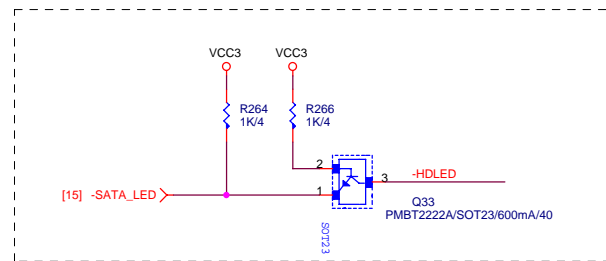 VCC3
VCC3
R264
1K/4
R266
1K/4
2
3
-HDLED
[15] -SATA_LED
1
Q33
PMBT2222A/SOT23/600mA/40
SOT23